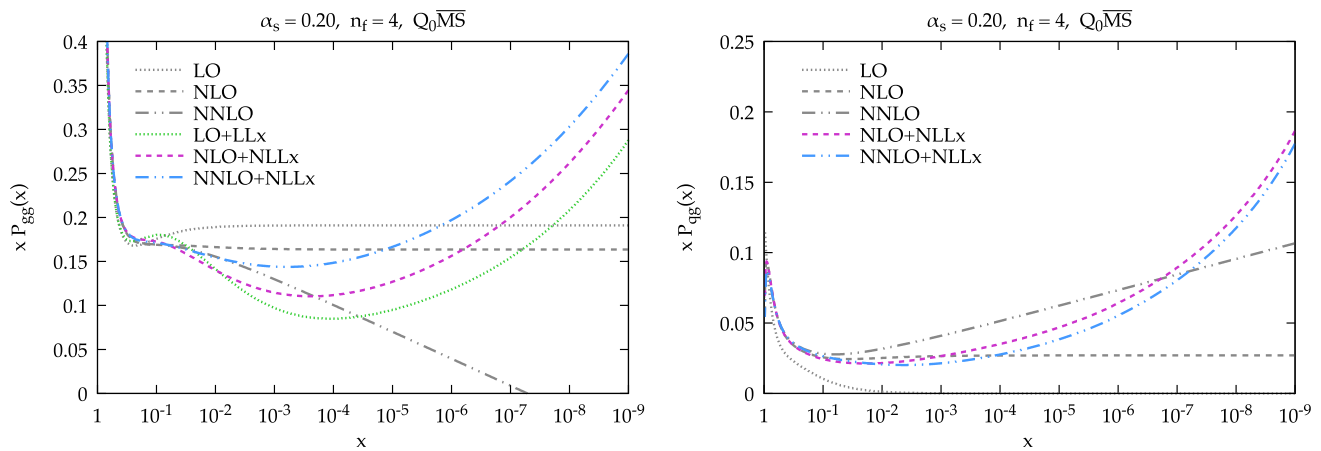 αs = 0.20, nf = 4, Q0MS
0.4
0.35
0.3
0.25
0.2
0.15
0.1
0.05
0
x Pgg(x)
LO
NLO
NNLO
LO+LLx
NLO+NLLx
NNLO+NLLx
1 10-1 10-2 10-3 10-4 10-5 10-6 10-7 10-8 10-9
x
αs = 0.20, nf = 4, Q0MS
0.25
0.2
0.15
0.1
0.05
0
x Pqg(x)
LO
NLO
NNLO
NLO+NLLx
NNLO+NLLx
1 10-1 10-2 10-3 10-4 10-5 10-6 10-7 10-8 10-9
x